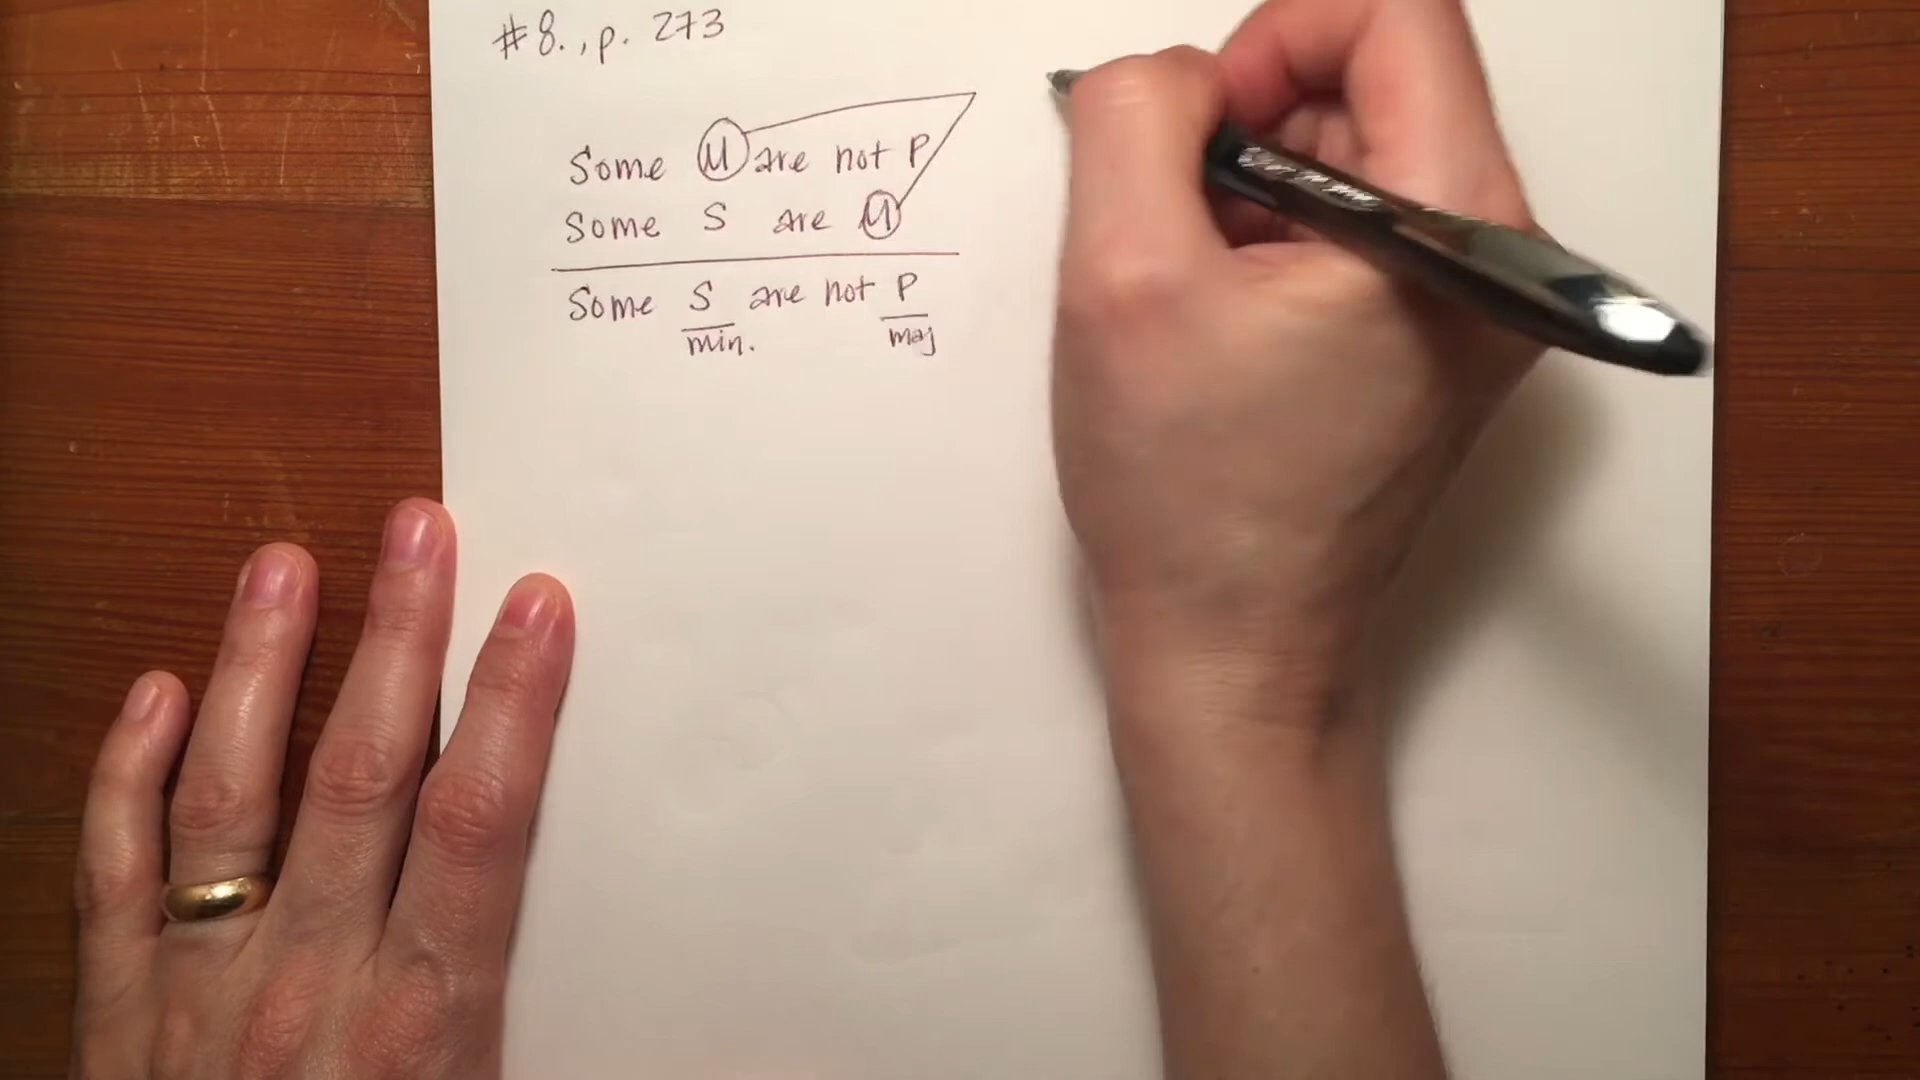 #8., p. 273
Some M are not P
Some S are M
Some S are not P
min. maj